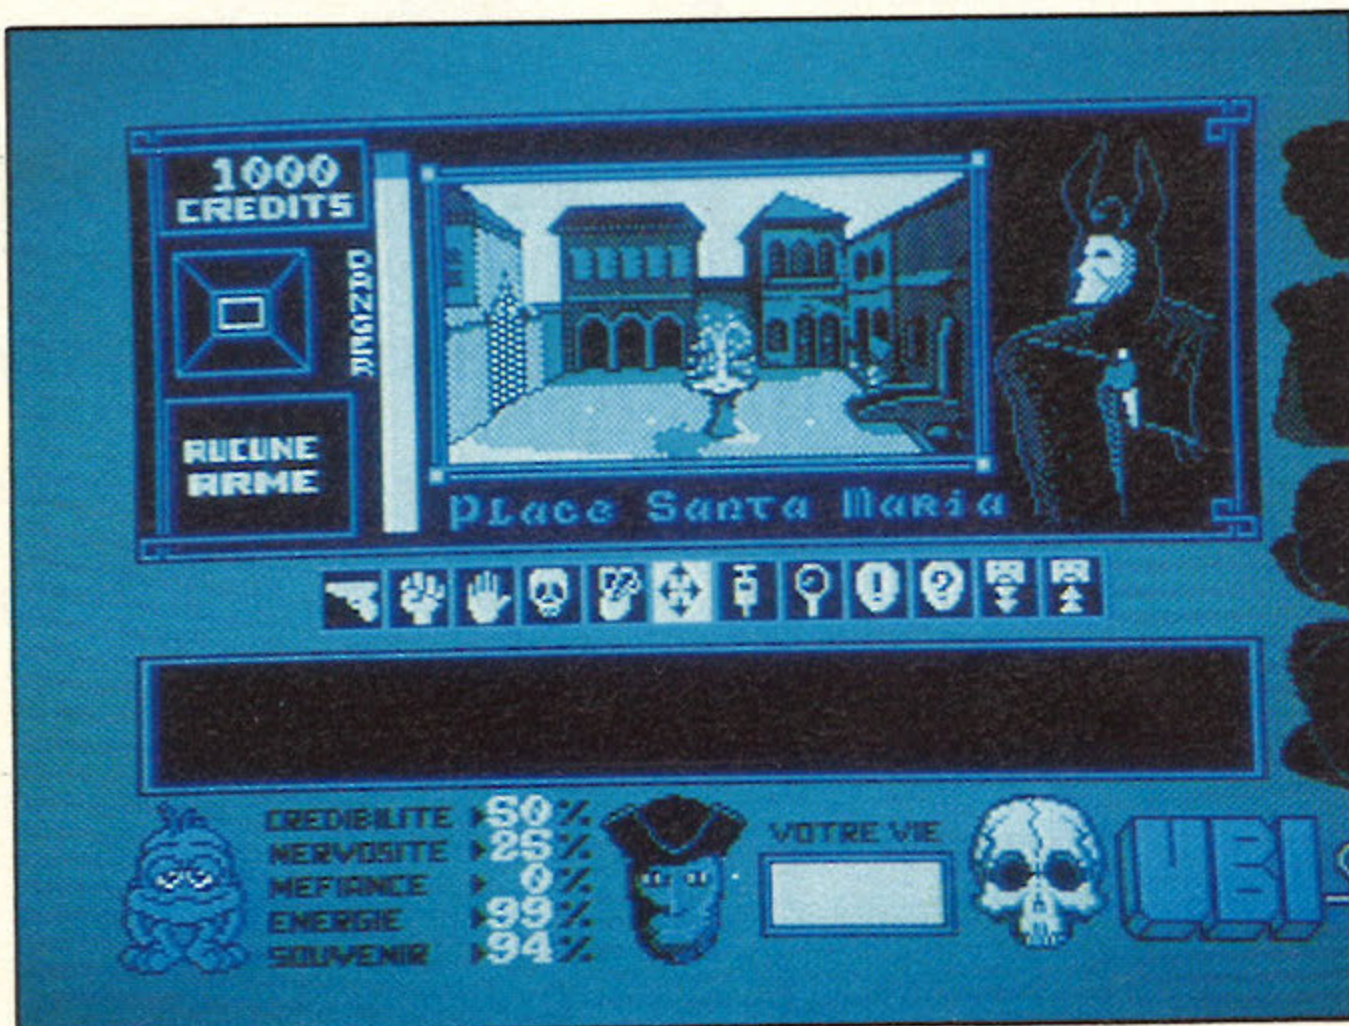 1000
CREDITS
DANGER
AUCUNE
ARME
Place Santa Maria
! ?
CREDIBILITE 50 %
NERVOSITE 25 %
MEFIANCE 0 %
ENERGIE 99 %
SOUVENIR 94 %
VOTRE VIE
UBI